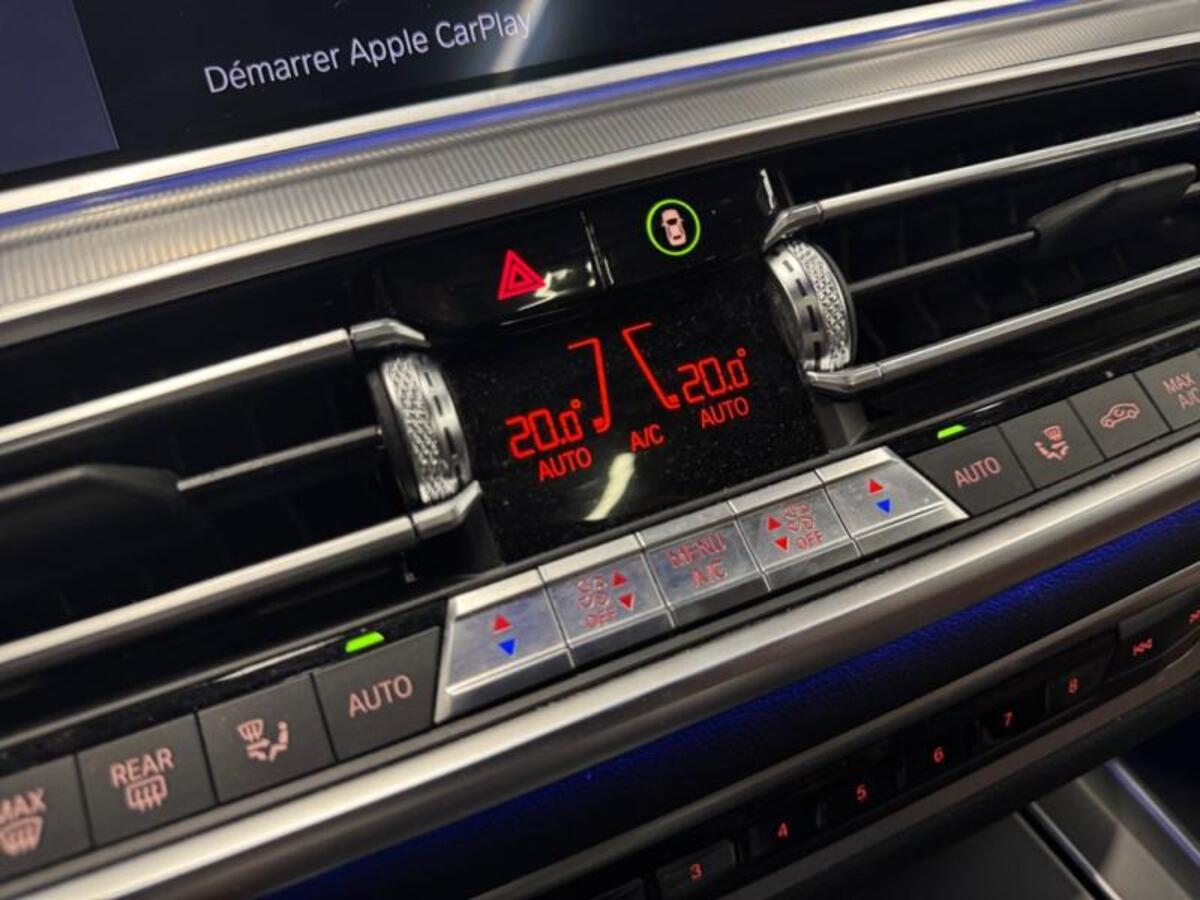 Démarrer Apple CarPlay
20.0°
AUTO
A/C
20.0°
AUTO
MAX
REAR
AUTO
OFF
MENU
A/C
OFF
AUTO
MAX
A/C
3
4
5
6
7
8